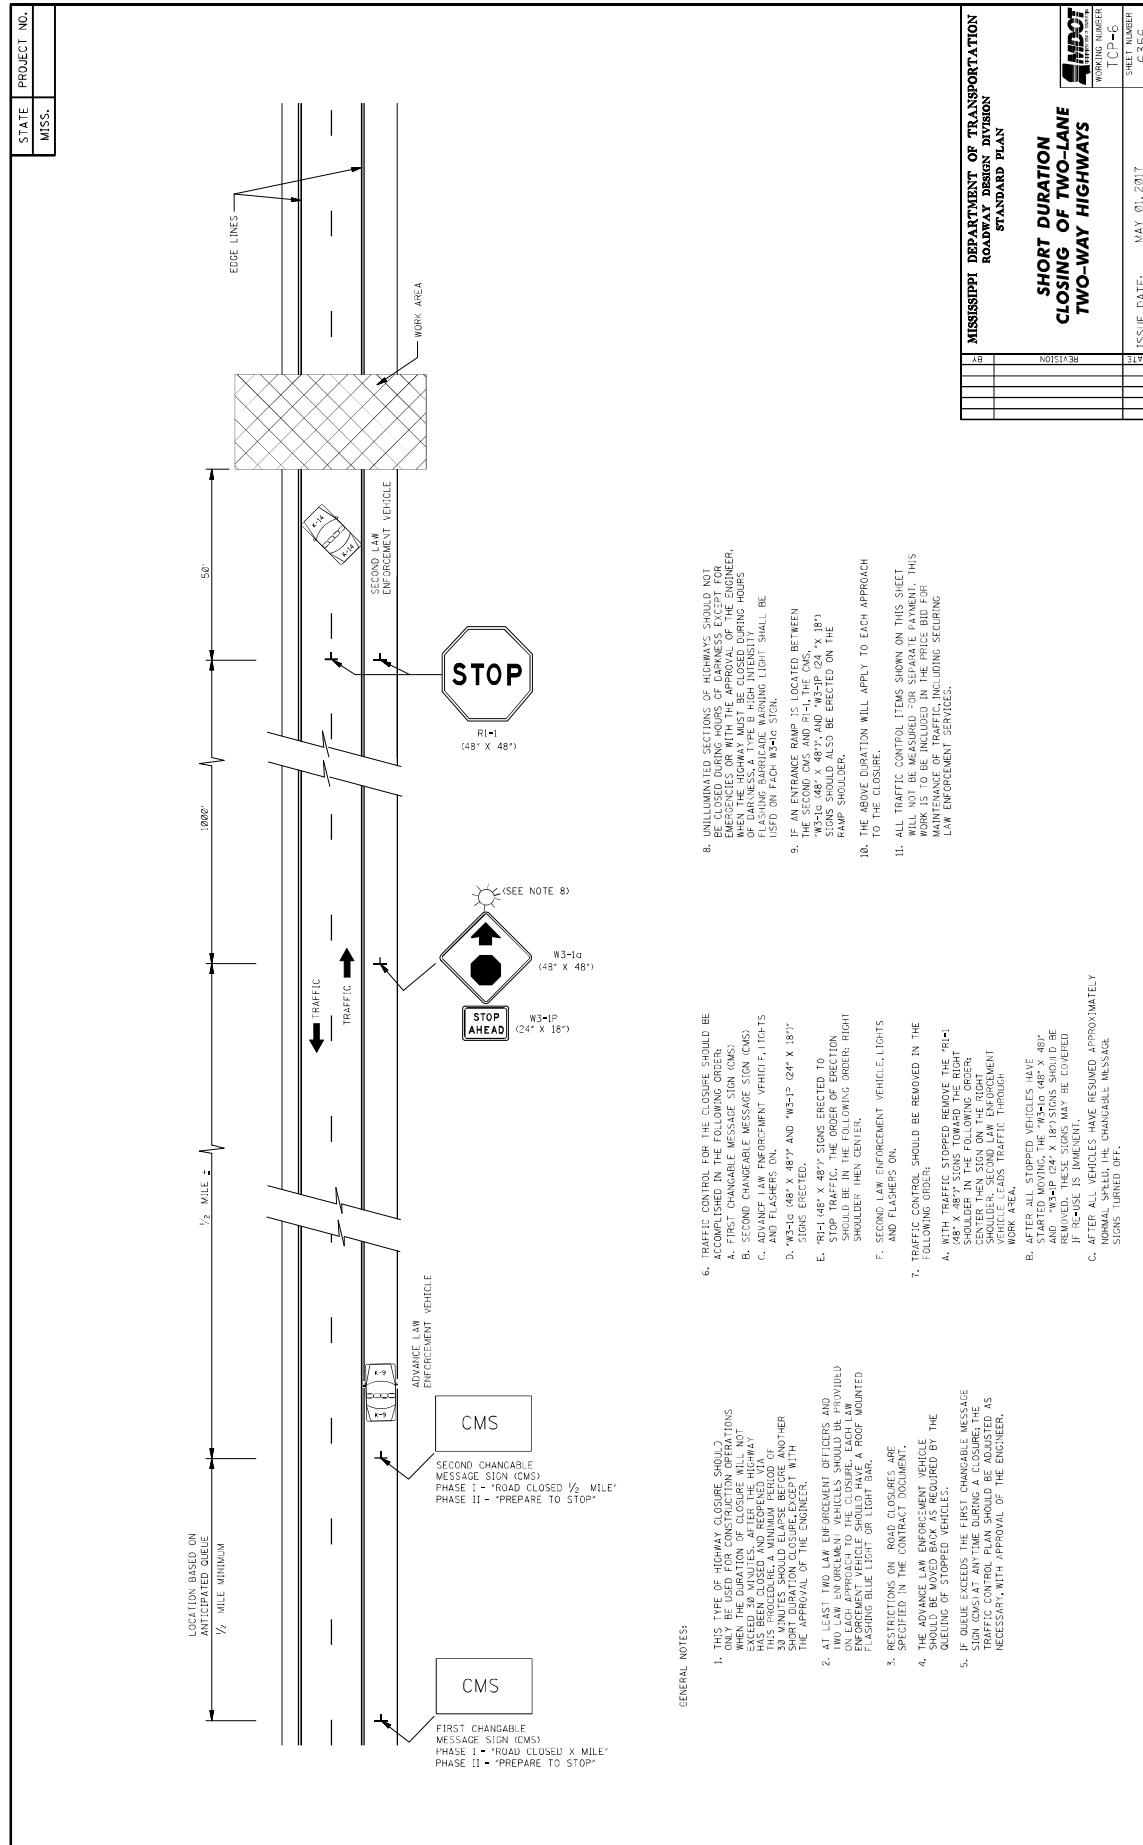 STATE PROJECT NO.
MISS.
EDGE LINES
WORK AREA
50'
SECOND LAW
ENFORCEMENT VEHICLE
K-14
K-14
STOP
R1-1
(48" X 48")
1000'
(SEE NOTE 8)
W3-1a
(48" X 48")
STOP
AHEAD
W3-1P
(24" X 18")
TRAFFIC
TRAFFIC
1/2 MILE ±
ADVANCE LAW
ENFORCEMENT VEHICLE
K-9
K-9
CMS
SECOND CHANGABLE
MESSAGE SIGN (CMS)
PHASE I - "ROAD CLOSED 1/2 MILE"
PHASE II - "PREPARE TO STOP"
LOCATION BASED ON
ANTICIPATED QUEUE
1/2 MILE MINIMUM
CMS
FIRST CHANGABLE
MESSAGE SIGN (CMS)
PHASE I - "ROAD CLOSED X MILE"
PHASE II - "PREPARE TO STOP"
GENERAL NOTES:
1. THIS TYPE OF HIGHWAY CLOSURE SHOULD
ONLY BE USED FOR CONSTRUCTION OPERATIONS
WHEN THE DURATION OF CLOSURE WILL NOT
EXCEED 30 MINUTES. AFTER THE HIGHWAY
HAS BEEN CLOSED AND REOPENED VIA
THIS PROCEDURE, A MINIMUM PERIOD OF
30 MINUTES SHOULD ELAPSE BEFORE ANOTHER
SHORT DURATION CLOSURE, EXCEPT WITH
THE APPROVAL OF THE ENGINEER.
2. AT LEAST TWO LAW ENFORCEMENT OFFICERS AND
TWO LAW ENFORCEMENT VEHICLES SHOULD BE PROVIDED
ON EACH APPROACH TO THE CLOSURE. EACH LAW
ENFORCEMENT VEHICLE SHOULD HAVE A ROOF MOUNTED
FLASHING BLUE LIGHT OR LIGHT BAR.
3. RESTRICTIONS ON ROAD CLOSURES ARE
SPECIFIED IN THE CONTRACT DOCUMENT.
4. THE ADVANCE LAW ENFORCEMENT VEHICLE
SHOULD BE MOVED BACK AS REQUIRED BY THE
QUEUING OF STOPPED VEHICLES.
5. IF QUEUE EXCEEDS THE FIRST CHANGABLE MESSAGE
SIGN (CMS) AT ANYTIME DURING A CLOSURE; THE
TRAFFIC CONTROL PLAN SHOULD BE ADJUSTED AS
NECESSARY, WITH APPROVAL OF THE ENGINEER.
6. TRAFFIC CONTROL FOR THE CLOSURE SHOULD BE
ACCOMPLISHED IN THE FOLLOWING ORDER:
A. FIRST CHANGABLE MESSAGE SIGN (CMS)
B. SECOND CHANGEABLE MESSAGE SIGN (CMS)
C. ADVANCE LAW ENFORCEMENT VEHICLE, LIGHTS
AND FLASHERS ON.
D. "W3-1a (48" X 48")" AND "W3-1P (24" X 18")"
SIGNS ERECTED.
E. "R1-1 (48" X 48")" SIGNS ERECTED TO
STOP TRAFFIC. THE ORDER OF ERECTION
SHOULD BE IN THE FOLLOWING ORDER: RIGHT
SHOULDER THEN CENTER.
F. SECOND LAW ENFORCEMENT VEHICLE, LIGHTS
AND FLASHERS ON.
7. TRAFFIC CONTROL SHOULD BE REMOVED IN THE
FOLLOWING ORDER:
A. WITH TRAFFIC STOPPED REMOVE THE "R1-1
(48" X 48")" SIGNS TOWARD THE RIGHT
SHOULDER IN THE FOLLOWING ORDER:
CENTER THEN SIGN ON THE RIGHT
SHOULDER. SECOND LAW ENFORCEMENT
VEHICLE LEADS TRAFFIC THROUGH
WORK AREA.
B. AFTER ALL STOPPED VEHICLES HAVE
STARTED MOVING, THE "W3-1a (48" X 48)"
AND "W3-1P (24" X 18") SIGNS SHOULD BE
REMOVED. THESE SIGNS MAY BE COVERED
IF RE-USE IS IMMENENT.
C. AFTER ALL VEHICLES HAVE RESUMED APPROXIMATELY
NORMAL SPEED, THE CHANGABLE MESSAGE
SIGNS TURNED OFF.
8. UNILLUMINATED SECTIONS OF HIGHWAYS SHOULD NOT
BE CLOSED DURING HOURS OF DARKNESS EXCEPT FOR
EMERGENCIES OR WITH THE APPROVAL OF THE ENGINEER.
WHEN THE HIGHWAY MUST BE CLOSED DURING HOURS
OF DARKNESS, A TYPE B HIGH INTENSITY
FLASHING BARRICADE WARNING LIGHT SHALL BE
USED ON EACH W3-1a SIGN.
9. IF AN ENTRANCE RAMP IS LOCATED BETWEEN
THE SECOND CMS AND R1-1, THE CMS,
"W3-1a (48" X 48")", AND "W3-1P (24 "X 18")
SIGNS SHOULD ALSO BE ERECTED ON THE
RAMP SHOULDER.
10. THE ABOVE DURATION WILL APPLY TO EACH APPROACH
TO THE CLOSURE.
11. ALL TRAFFIC CONTROL ITEMS SHOWN ON THIS SHEET
WILL NOT BE MEASURED FOR SEPARATE PAYMENT. THIS
WORK IS TO BE INCLUDED IN THE PRICE BID FOR
MAINTENANCE OF TRAFFIC, INCLUDING SECURING
LAW ENFORCEMENT SERVICES.
BY
REVISION
MISSISSIPPI DEPARTMENT OF TRANSPORTATION
ROADWAY DESIGN DIVISION
STANDARD PLAN
SHORT DURATION
CLOSING OF TWO-LANE
TWO-WAY HIGHWAYS
MDOT
WORKING NUMBER
TCP-6
SHEET NUMBER
6356
ISSUE DATE: MAY 01, 2017